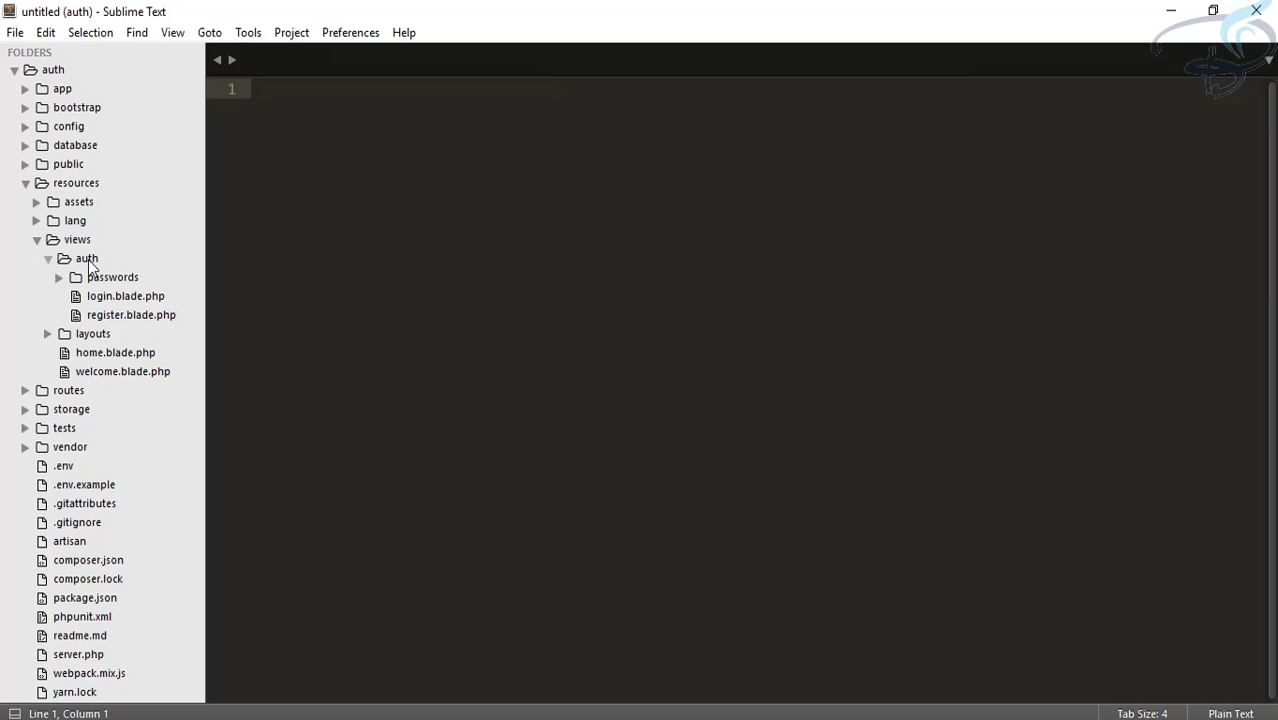 untitled (auth) - Sublime Text
File Edit Selection Find View Goto Tools Project Preferences Help
FOLDERS
auth
app
bootstrap
config
database
public
resources
assets
lang
views
auth
passwords
login.blade.php
register.blade.php
layouts
home.blade.php
welcome.blade.php
routes
storage
tests
vendor
.env
.env.example
.gitattributes
.gitignore
artisan
composer.json
composer.lock
package.json
phpunit.xml
readme.md
server.php
webpack.mix.js
yarn.lock
1
Line 1, Column 1 Tab Size: 4 Plain Text